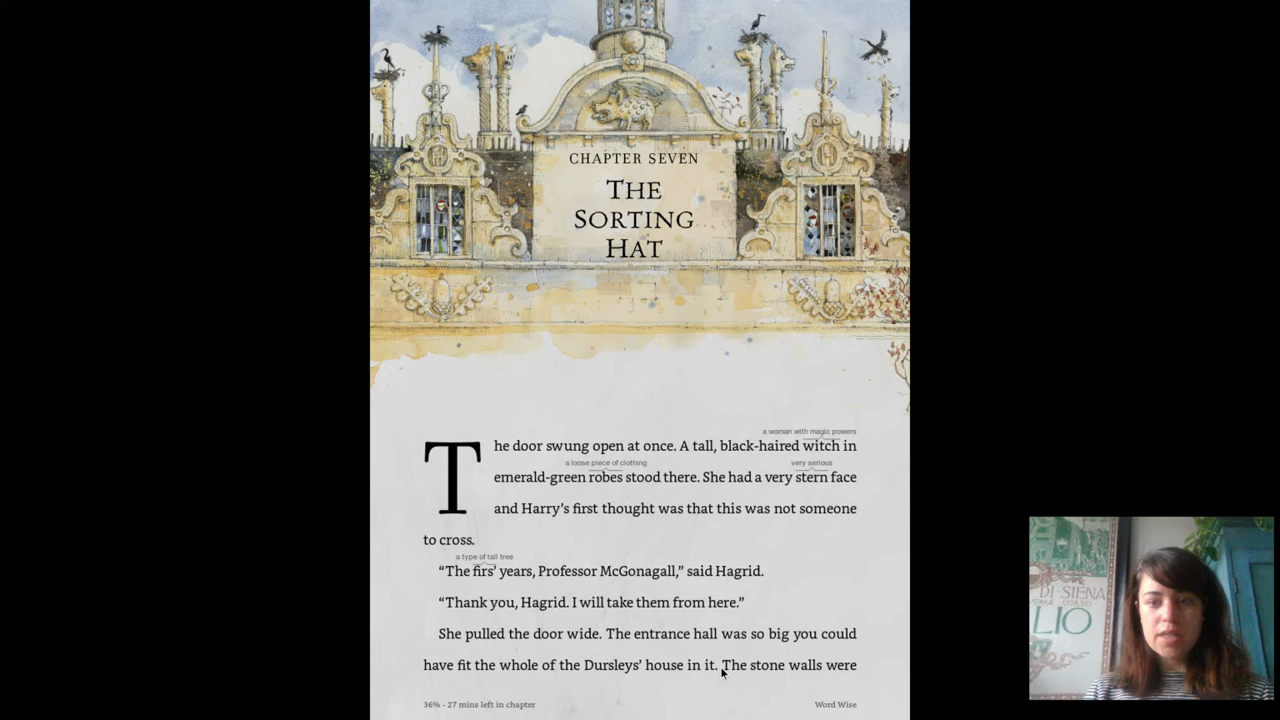 CHAPTER SEVEN
THE
SORTING
HAT
a woman with magic powers
The door swung open at once. A tall, black-haired witch in
a loose piece of clothing very serious
emerald-green robes stood there. She had a very stern face
and Harry’s first thought was that this was not someone
to cross.
a type of tall tree
“The firs’ years, Professor McGonagall,” said Hagrid.
“Thank you, Hagrid. I will take them from here.”
She pulled the door wide. The entrance hall was so big you could
have fit the whole of the Dursleys’ house in it. The stone walls were
36% - 27 mins left in chapter
Word Wise
DI SIENA
LIO